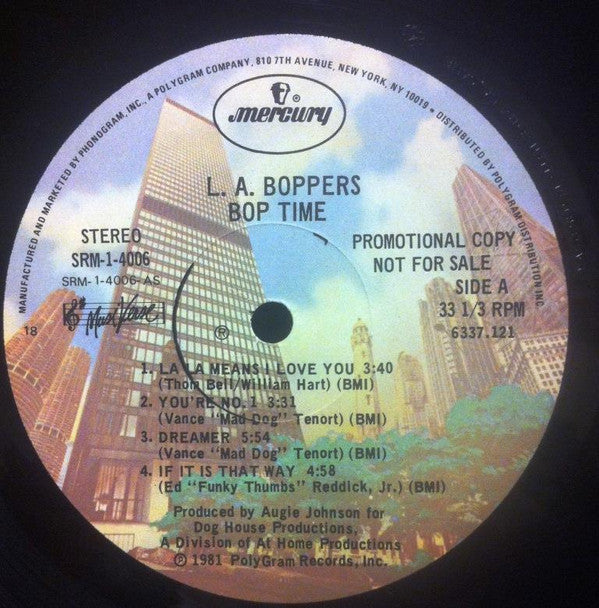 MANUFACTURED AND MARKETED BY PHONOGRAM, INC., A POLYGRAM COMPANY, 810 7TH AVENUE, NEW YORK, NY 10019 • DISTRIBUTED BY POLYGRAM DISTRIBUTION INC.
® mercury
L. A. BOPPERS
BOP TIME
STEREO
SRM-1-4006
SRM-1-4006-AS
18
PROMOTIONAL COPY
NOT FOR SALE
SIDE A
33 1/3 RPM
6337.121
℗
1. LA LA MEANS I LOVE YOU 3:40
(Thom Bell/William Hart) (BMI)
2. YOU'RE NO. 1 3:31
(Vance "Mad Dog" Tenort) (BMI)
3. DREAMER 5:54
(Vance "Mad Dog" Tenort) (BMI)
4. IF IT IS THAT WAY 4:58
(Ed "Funky Thumbs" Reddick, Jr.) (BMI)
Produced by Augie Johnson for
Dog House Productions,
A Division of At Home Productions
℗ 1981 PolyGram Records, Inc.